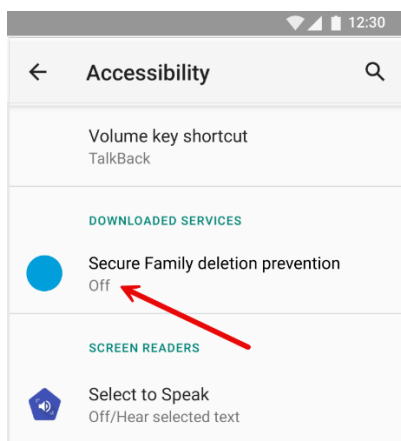 12:30
Accessibility
Volume key shortcut
TalkBack
DOWNLOADED SERVICES
Secure Family deletion prevention
Off
SCREEN READERS
Select to Speak
Off/Hear selected text